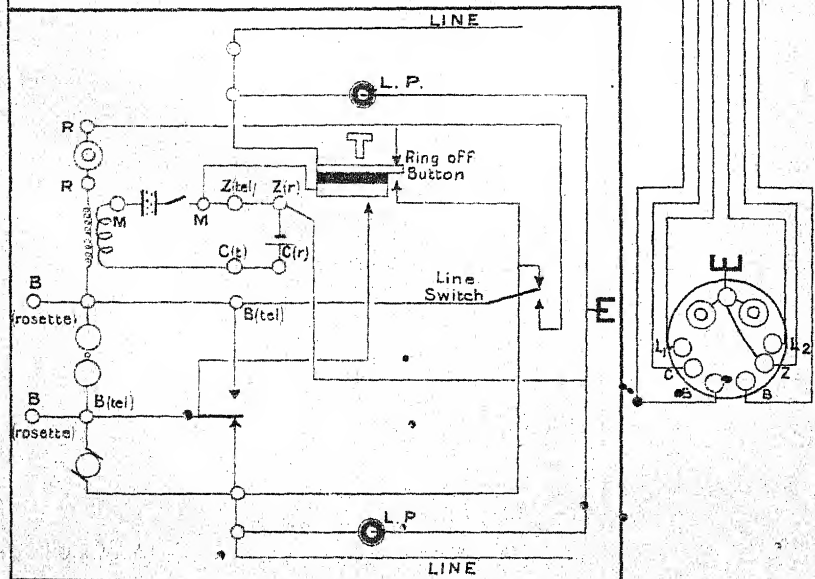 LINE
L. P.
R
T
Ring off
Button
R
Z(tel)
Z(r)
M
M
C(t)
C(r)
Line
Switch
B
(rosette)
B(tel)
E
B
(rosette)
B(tel)
L. P.
LINE
E
L1
L2
C
Z
B
B